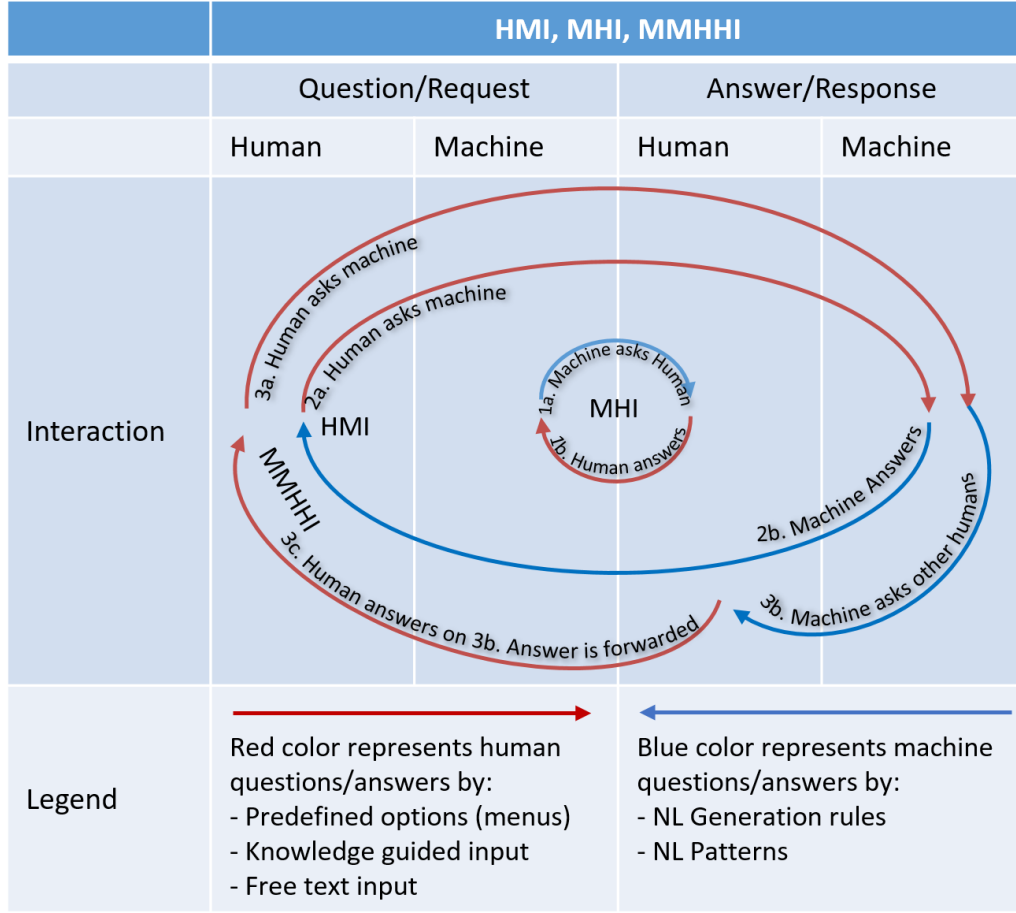 HMI, MHI, MMHHI
Question/Request
Answer/Response
Human
Machine
Human
Machine
Interaction
3a. Human asks machine
2a. Human asks machine
1a. Machine asks Human
MHI
1b. Human answers
HMI
MMHHI
2b. Machine Answers
3b. Machine asks other humans
3c. Human answers on 3b. Answer is forwarded
Legend
Red color represents human
questions/answers by:
- Predefined options (menus)
- Knowledge guided input
- Free text input
Blue color represents machine
questions/answers by:
- NL Generation rules
- NL Patterns